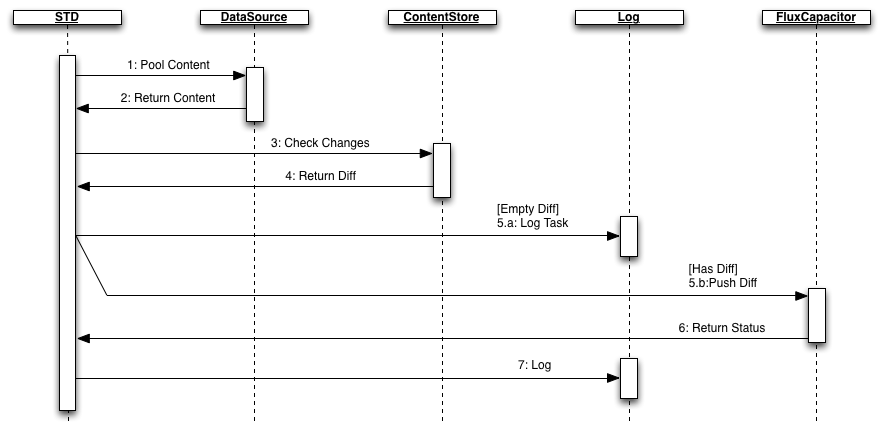 STD
DataSource
ContentStore
Log
FluxCapacitor
1: Pool Content
2: Return Content
3: Check Changes
4: Return Diff
[Empty Diff]
5.a: Log Task
[Has Diff]
5.b:Push Diff
6: Return Status
7: Log